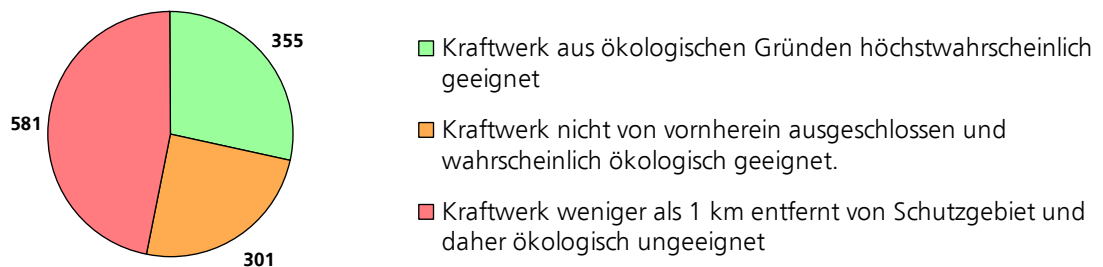 355
581
301
Kraftwerk aus ökologischen Gründen höchstwahrscheinlich
geeignet
Kraftwerk nicht von vornherein ausgeschlossen und
wahrscheinlich ökologisch geeignet.
Kraftwerk weniger als 1 km entfernt von Schutzgebiet und
daher ökologisch ungeeignet